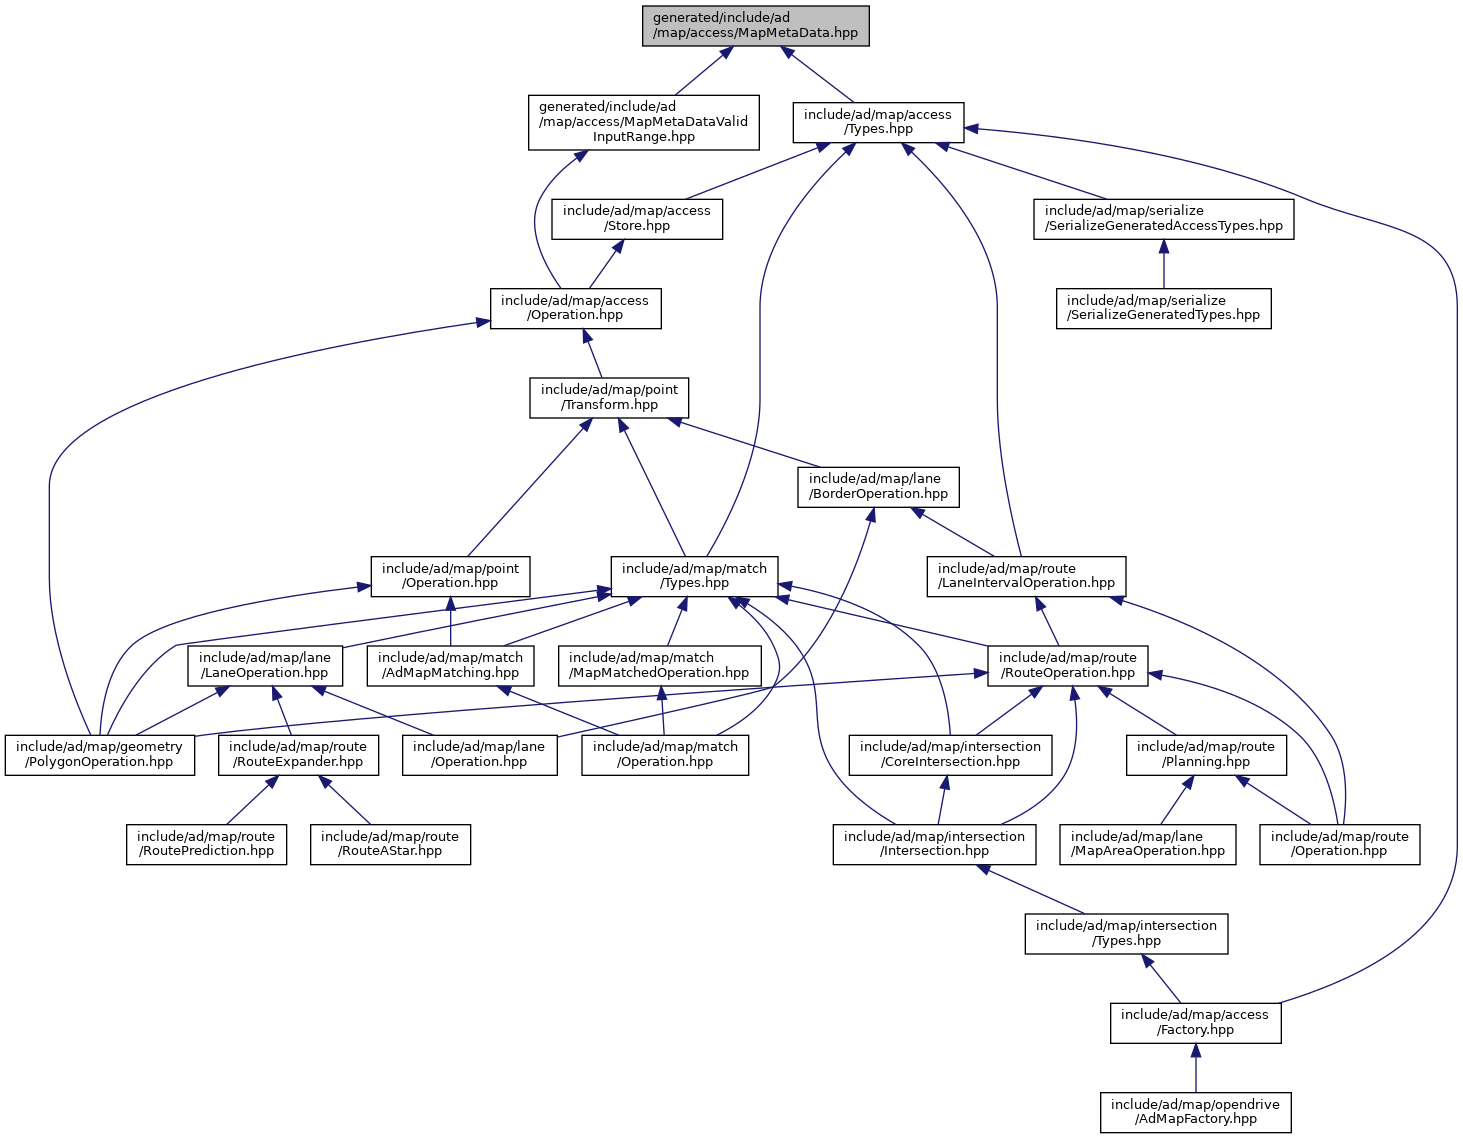 generated/include/ad
/map/access/MapMetaData.hpp
generated/include/ad
/map/access/MapMetaDataValid
InputRange.hpp
include/ad/map/access
/Types.hpp
include/ad/map/access
/Store.hpp
include/ad/map/serialize
/SerializeGeneratedAccessTypes.hpp
include/ad/map/access
/Operation.hpp
include/ad/map/serialize
/SerializeGeneratedTypes.hpp
include/ad/map/point
/Transform.hpp
include/ad/map/lane
/BorderOperation.hpp
include/ad/map/point
/Operation.hpp
include/ad/map/match
/Types.hpp
include/ad/map/route
/LaneIntervalOperation.hpp
include/ad/map/lane
/LaneOperation.hpp
include/ad/map/match
/AdMapMatching.hpp
include/ad/map/match
/MapMatchedOperation.hpp
include/ad/map/route
/RouteOperation.hpp
include/ad/map/geometry
/PolygonOperation.hpp
include/ad/map/route
/RouteExpander.hpp
include/ad/map/lane
/Operation.hpp
include/ad/map/match
/Operation.hpp
include/ad/map/intersection
/CoreIntersection.hpp
include/ad/map/route
/Planning.hpp
include/ad/map/route
/RoutePrediction.hpp
include/ad/map/route
/RouteAStar.hpp
include/ad/map/intersection
/Intersection.hpp
include/ad/map/lane
/MapAreaOperation.hpp
include/ad/map/route
/Operation.hpp
include/ad/map/intersection
/Types.hpp
include/ad/map/access
/Factory.hpp
include/ad/map/opendrive
/AdMapFactory.hpp